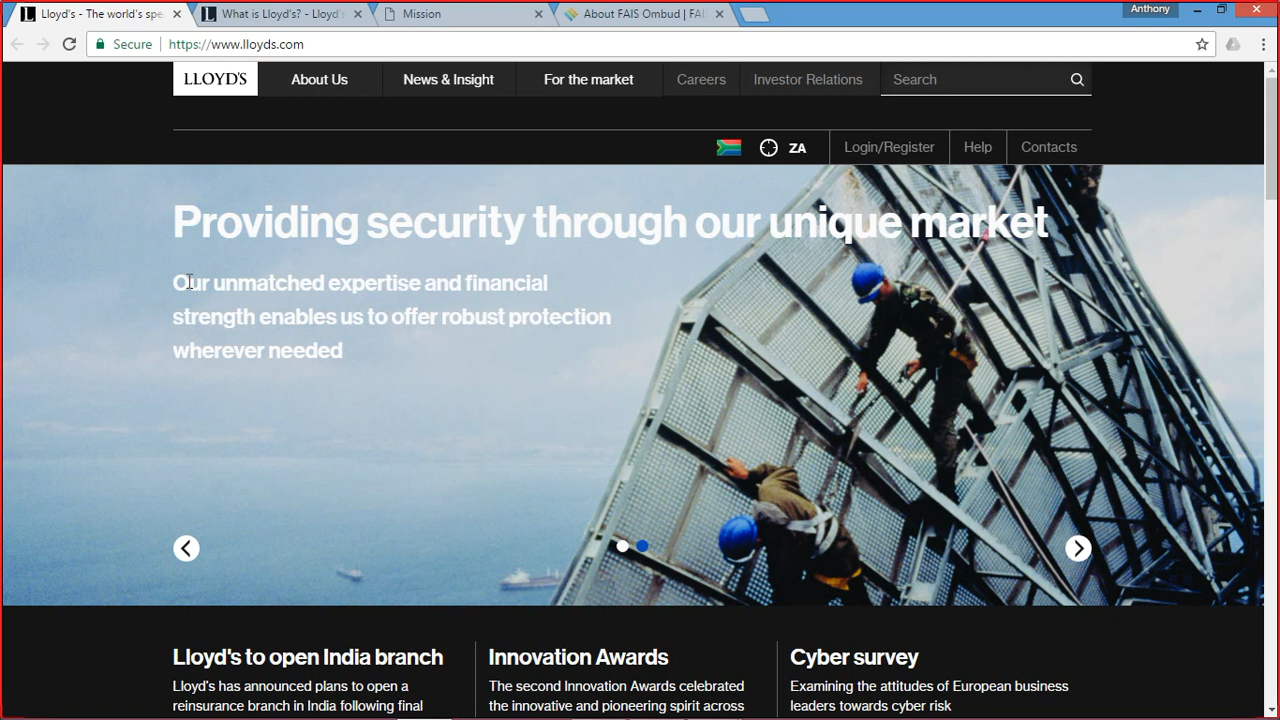 Lloyd's - The world's spe
What is Lloyd's? - Lloyd's
Mission
About FAIS Ombud | FAI
Anthony
Secure
https://www.lloyds.com
LLOYD'S
About Us
News & Insight
For the market
Careers
Investor Relations
Search
ZA
Login/Register
Help
Contacts
Providing security through our unique market
Our unmatched expertise and financial
strength enables us to offer robust protection
wherever needed
Lloyd's to open India branch
Lloyd's has announced plans to open a
reinsurance branch in India following final
Innovation Awards
The second Innovation Awards celebrated
the innovative and pioneering spirit across
Cyber survey
Examining the attitudes of European business
leaders towards cyber risk